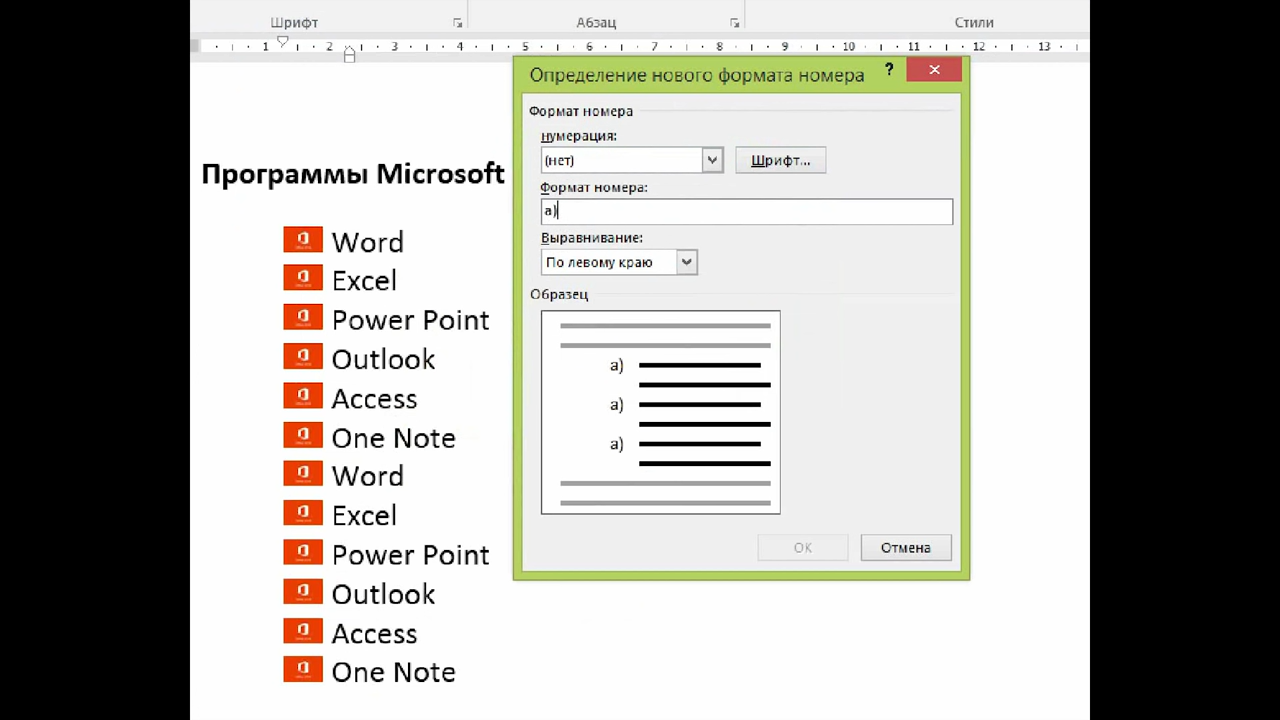 Шрифт
Абзац
Стили
1 2 3 4 5 6 7 8 9 10 11 12 13
Определение нового формата номера ?
Формат номера
нумерация:
(нет)
Шрифт...
Формат номера:
а)
Выравнивание:
По левому краю
Образец
а)
а)
а)
ОК
Отмена
Программы Microsoft
Word
Excel
Power Point
Outlook
Access
One Note
Word
Excel
Power Point
Outlook
Access
One Note